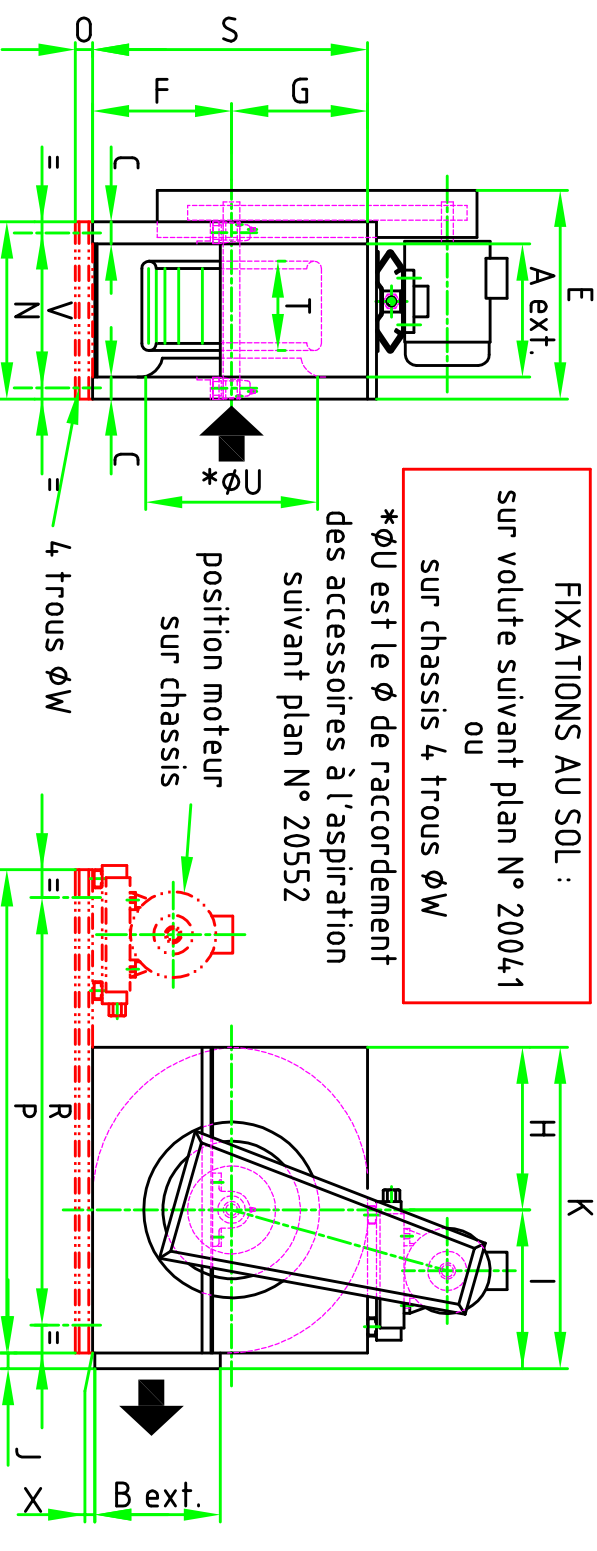 FIXATIONS AU SOL :
sur volute suivant plan N° 20041
ou
sur chassis 4 trous ØW
*ØU est le Ø de raccordement
des accessoires à l'aspiration
suivant plan N° 20552
position moteur
sur chassis
4 trous ØW
E
A ext.
T
G
S
F
O
C
C
=
=
V
N
*ØU
K
H
I
=
=
R
P
J
X
B ext.